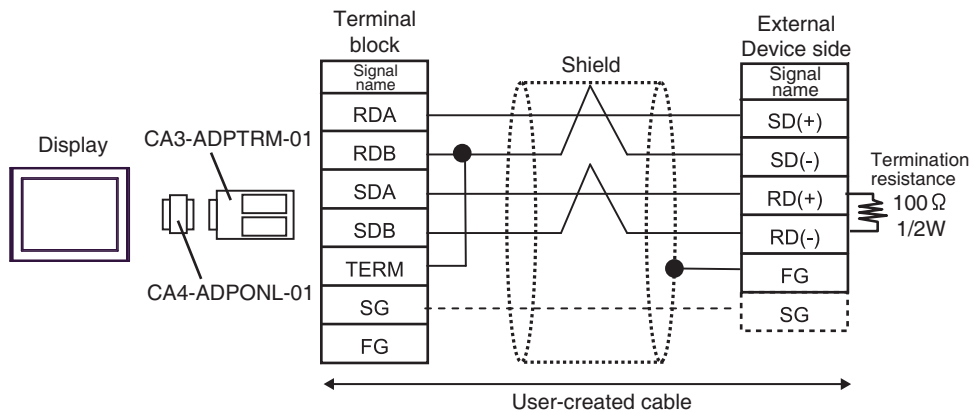 Terminal
block
External
Device side
Shield
Display
CA3-ADPTRM-01
CA4-ADPONL-01
Signal
name
RDA
RDB
SDA
SDB
TERM
SG
FG
Signal
name
SD(+)
SD(-)
RD(+)
RD(-)
FG
SG
Termination
resistance
100 Ω
1/2W
User-created cable